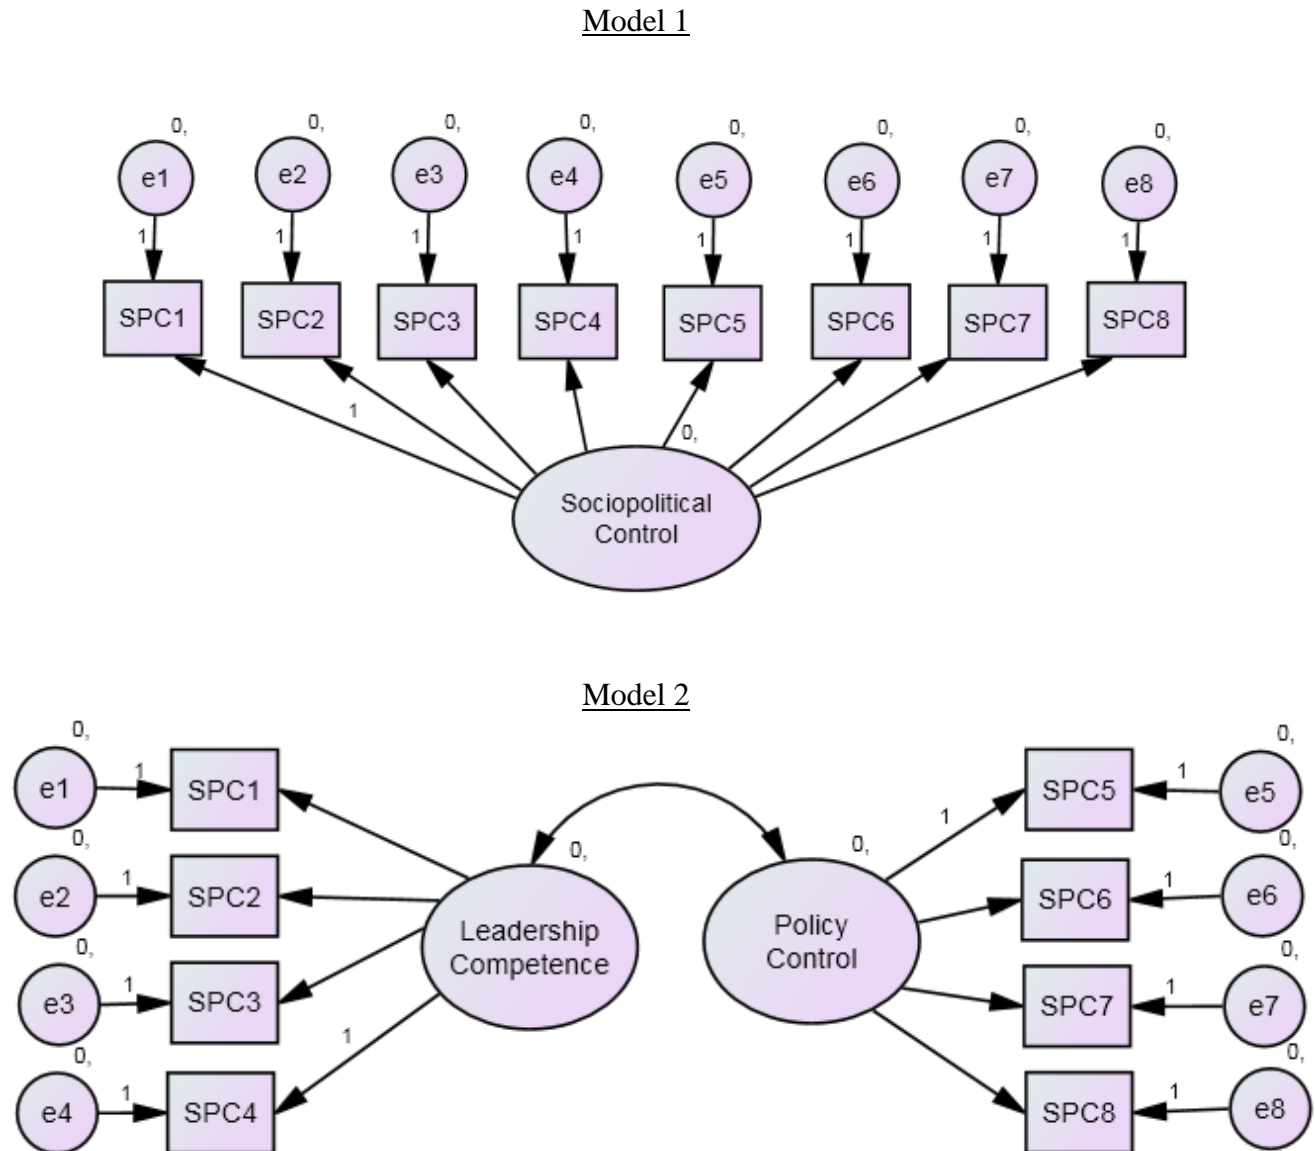 Model 1
0, 0, 0, 0, 0, 0, 0, 0,
e1 e2 e3 e4 e5 e6 e7 e8
1 1 1 1 1 1 1 1
SPC1 SPC2 SPC3 SPC4 SPC5 SPC6 SPC7 SPC8
1
0,
Sociopolitical
Control
Model 2
0, 0,
e1 1 SPC1 SPC5 1 e5
1
0, 0,
0, 0,
e2 1 SPC2 SPC6 1 e6
Leadership
Competence
Policy
Control
0, 0,
e3 1 SPC3 SPC7 1 e7
1
0, 0,
e4 1 SPC4 SPC8 1 e8